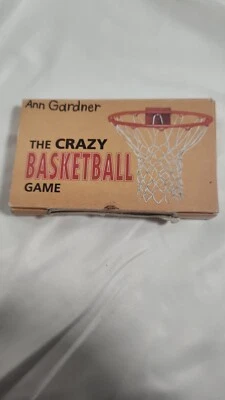 Ann Gardner
THE CRAZY
BASKETBALL
GAME